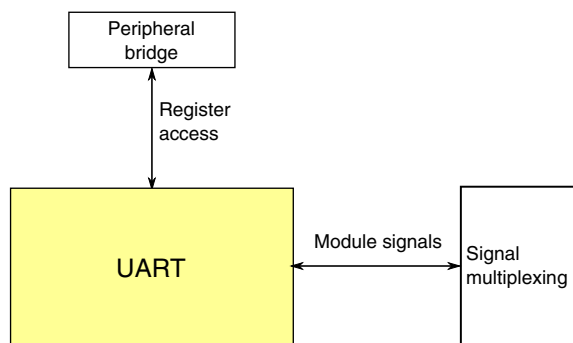 Peripheral
bridge
Register
access
UART
Module signals
Signal
multiplexing